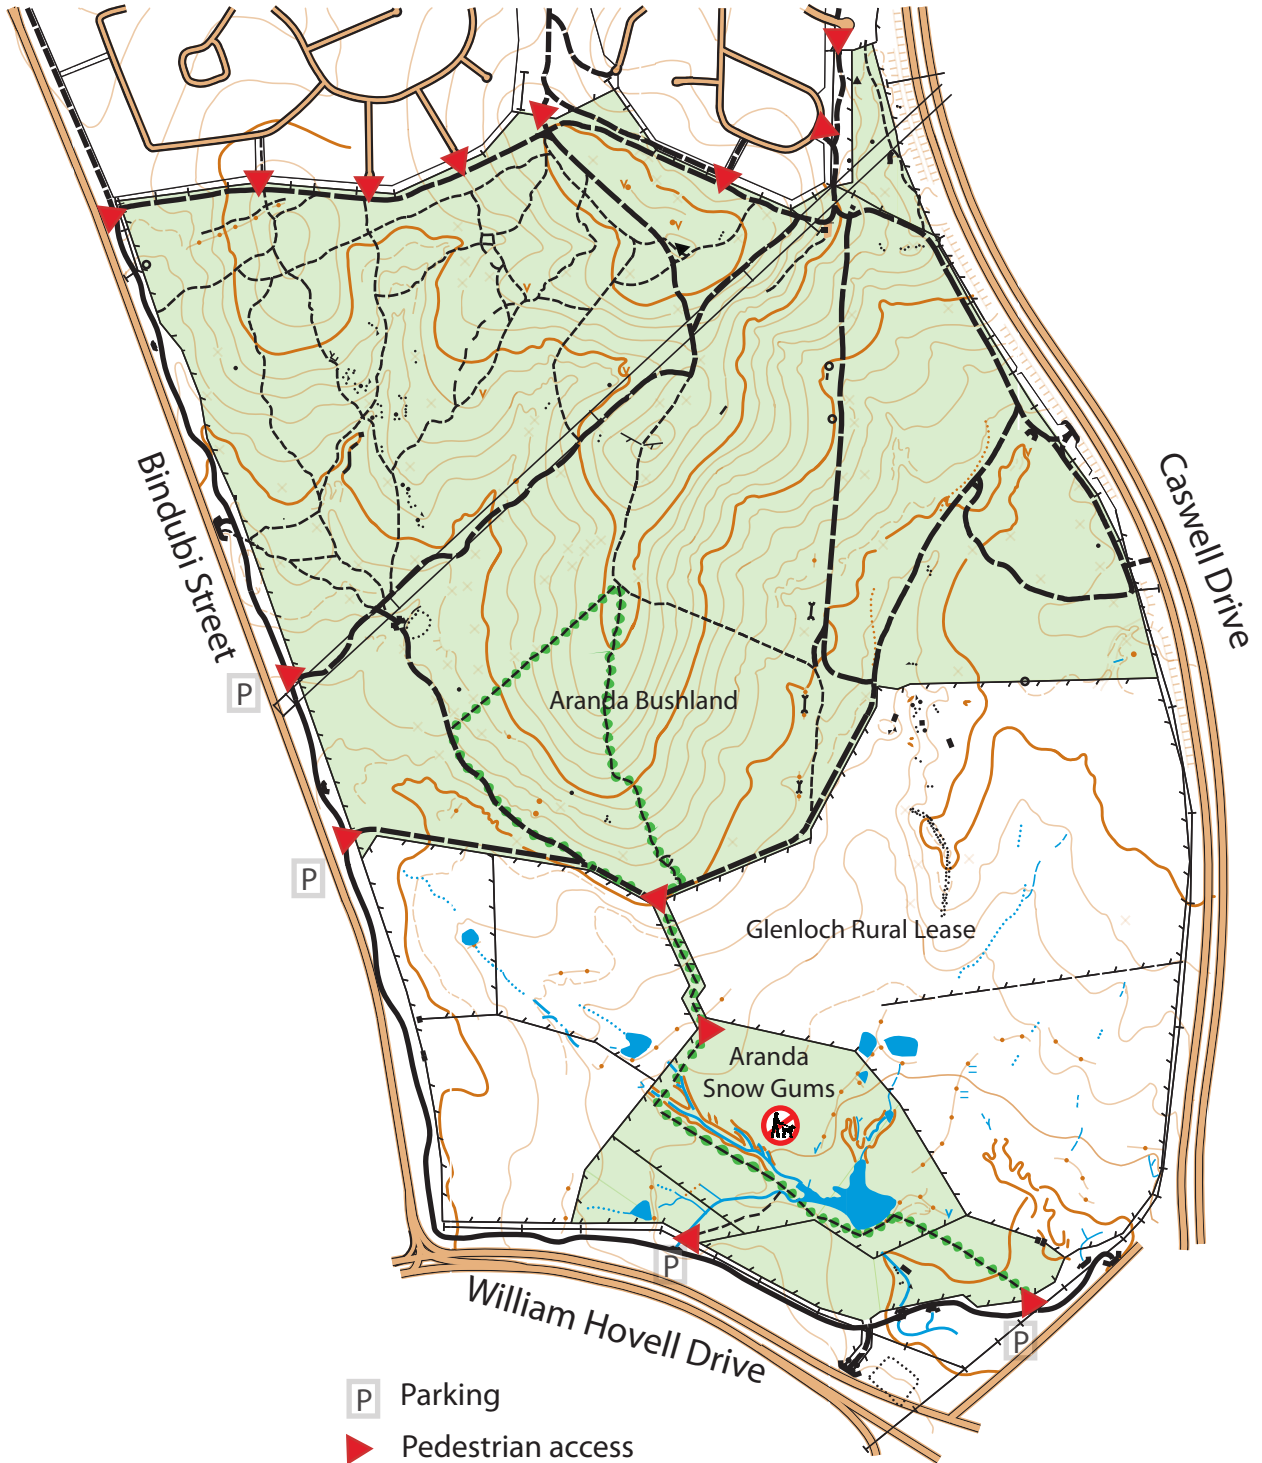 Bindubi Street
Caswell Drive
P
Aranda Bushland
P
Glenloch Rural Lease
Aranda
Snow Gums
P
William Hovell Drive
P
P Parking
Pedestrian access